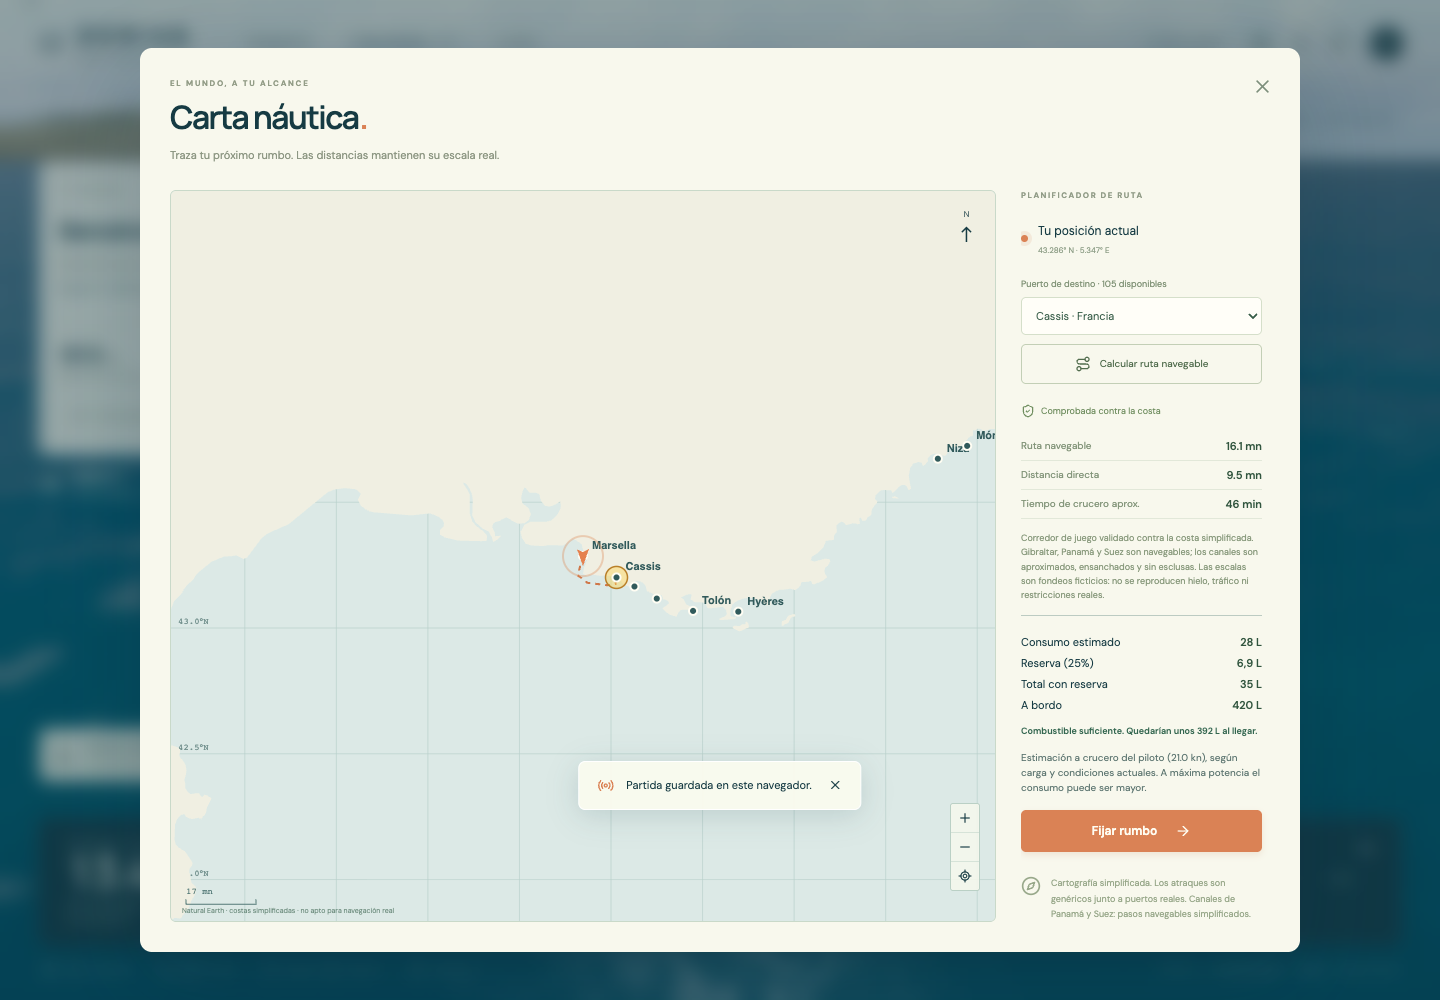 EL MUNDO, A TU ALCANCE
Carta náutica.
Traza tu próximo rumbo. Las distancias mantienen su escala real.
N
Món
Niza
Marsella
Cassis
Tolón
Hyères
43.0°N
42.5°N
.0°N
17 mn
Natural Earth · costas simplificadas · no apto para navegación real
Partida guardada en este navegador.
PLANIFICADOR DE RUTA
Tu posición actual
43.286° N · 5.347° E
Puerto de destino · 105 disponibles
Cassis · Francia
Calcular ruta navegable
Comprobada contra la costa
Ruta navegable 16.1 mn
Distancia directa 9.5 mn
Tiempo de crucero aprox. 46 min
Corredor de juego validado contra la costa simplificada.
Gibraltar, Panamá y Suez son navegables; los canales son
aproximados, ensanchados y sin esclusas. Las escalas
son fondeos ficticios: no se reproducen hielo, tráfico ni
restricciones reales.
Consumo estimado 28 L
Reserva (25%) 6,9 L
Total con reserva 35 L
A bordo 420 L
Combustible suficiente. Quedarían unos 392 L al llegar.
Estimación a crucero del piloto (21.0 kn), según
carga y condiciones actuales. A máxima potencia el
consumo puede ser mayor.
Fijar rumbo
Cartografía simplificada. Los atraques son
genéricos junto a puertos reales. Canales de
Panamá y Suez: pasos navegables simplificados.